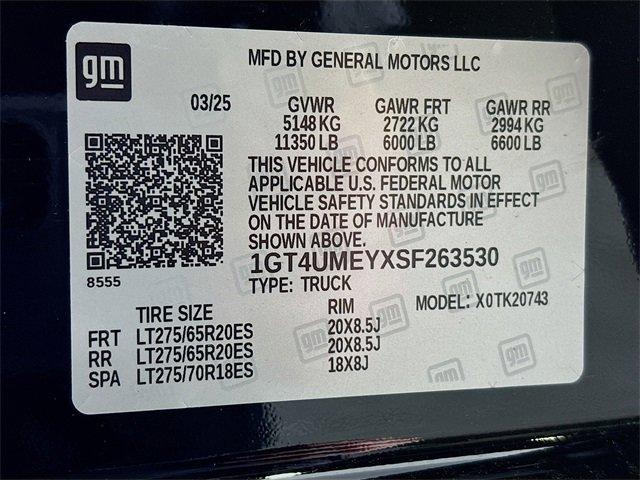 gm
MFD BY GENERAL MOTORS LLC
03/25 GVWR GAWR FRT GAWR RR
5148 KG 2722 KG 2994 KG
11350 LB 6000 LB 6600 LB
THIS VEHICLE CONFORMS TO ALL
APPLICABLE U.S. FEDERAL MOTOR
VEHICLE SAFETY STANDARDS IN EFFECT
ON THE DATE OF MANUFACTURE
SHOWN ABOVE.
8555
1GT4UMEYXSF263530
TYPE: TRUCK
MODEL: X0TK20743
TIRE SIZE RIM
FRT LT275/65R20ES 20X8.5J
RR LT275/65R20ES 20X8.5J
SPA LT275/70R18ES 18X8J